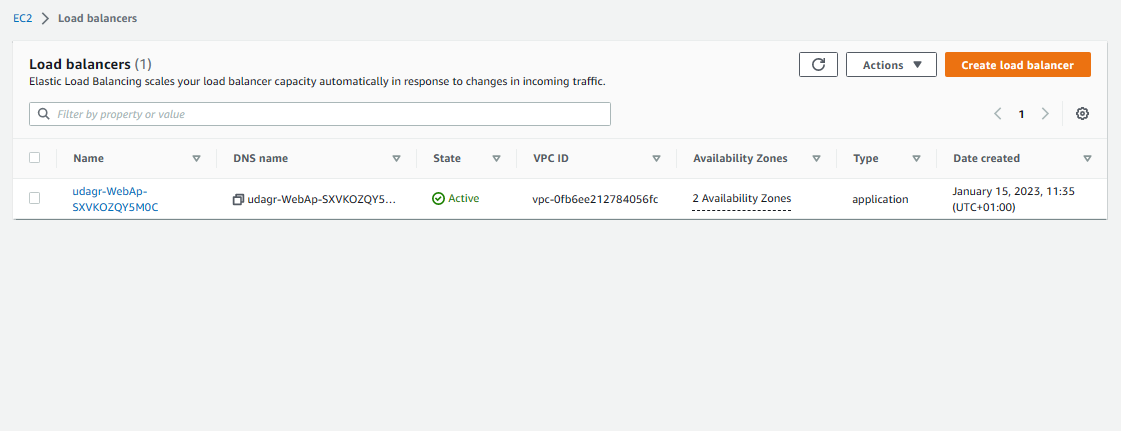 EC2 > Load balancers
Load balancers (1)
Elastic Load Balancing scales your load balancer capacity automatically in response to changes in incoming traffic.
Actions
Create load balancer
Filter by property or value
1
Name DNS name State VPC ID Availability Zones Type Date created
udagr-WebAp-
SXVKOZQY5M0C
udagr-WebAp-SXVKOZQY5...
Active
vpc-0fb6ee212784056fc
2 Availability Zones
application
January 15, 2023, 11:35
(UTC+01:00)